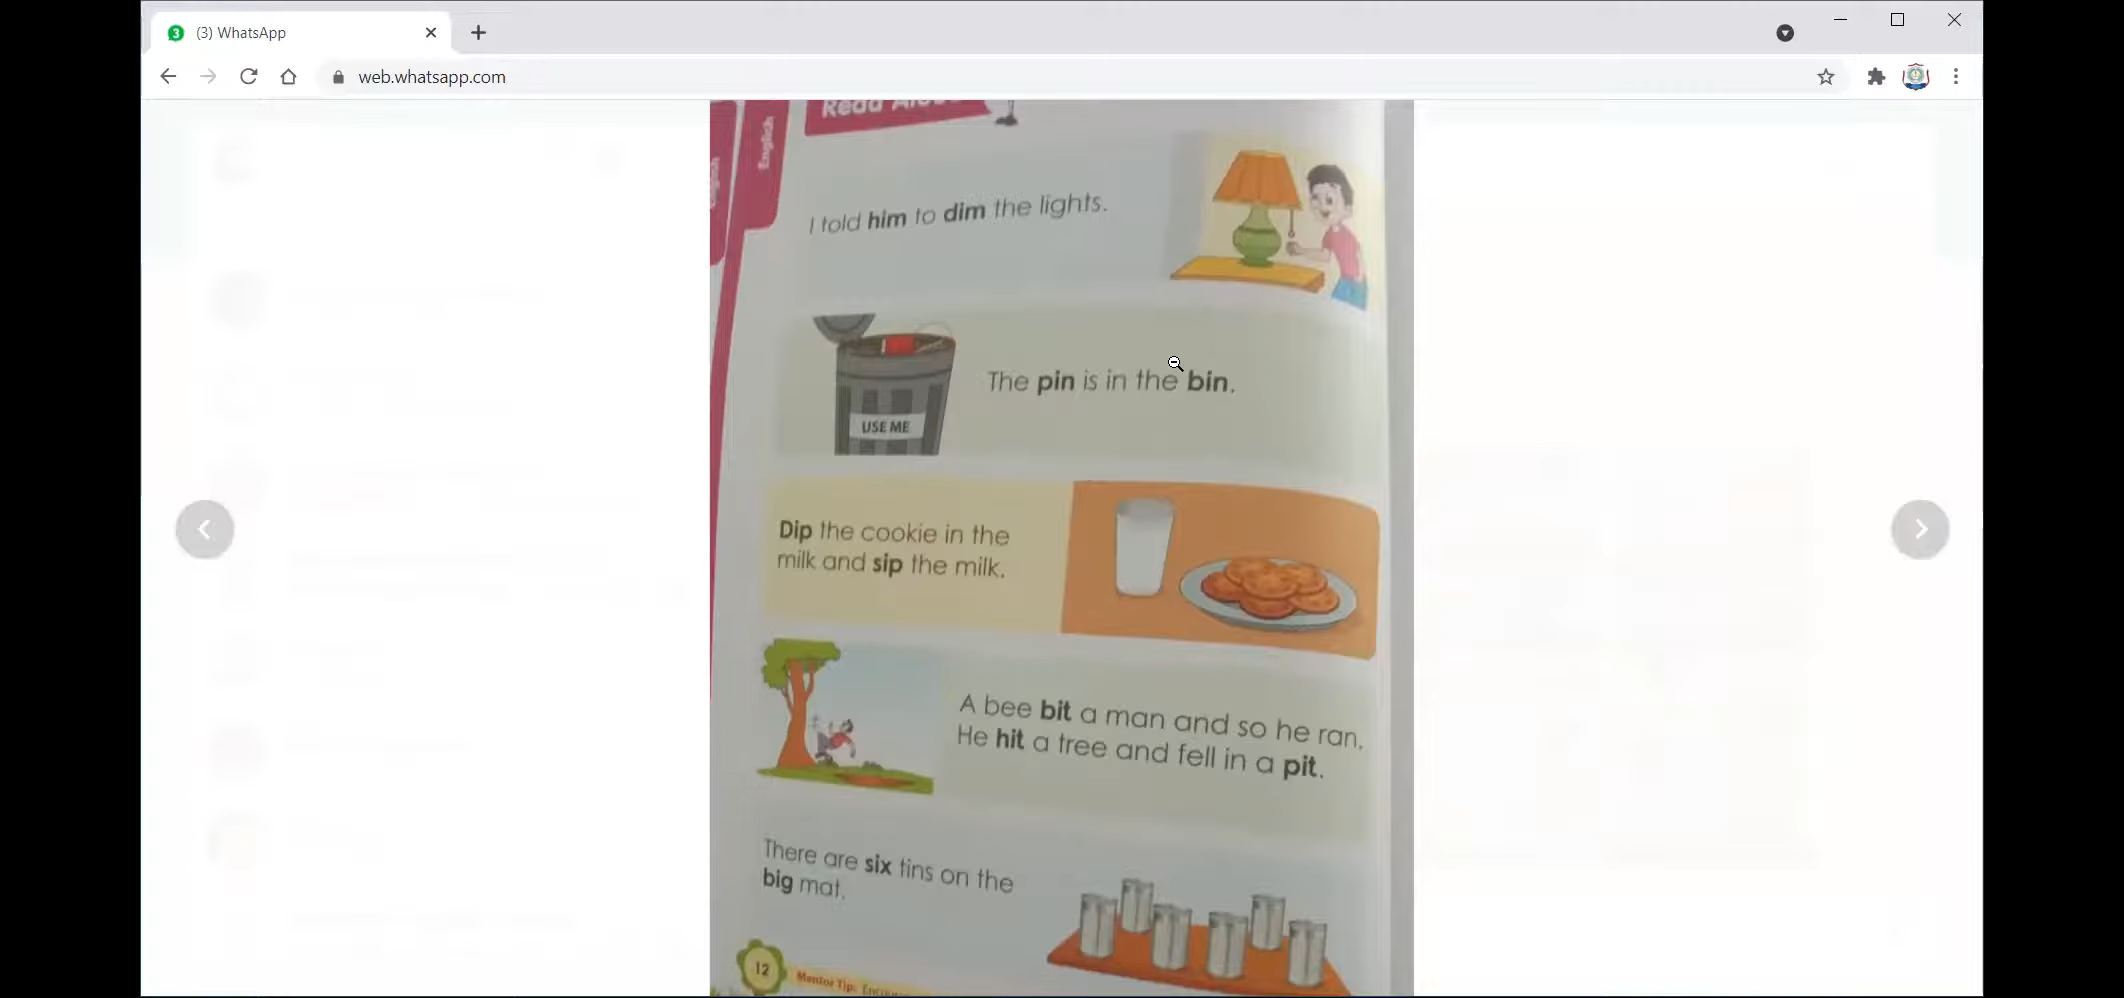 (3) WhatsApp
web.whatsapp.com
Read
English
I told him to dim the lights.
The pin is in the bin.
USE ME
Dip the cookie in the
milk and sip the milk.
A bee bit a man and so he ran.
He hit a tree and fell in a pit.
There are six tins on the
big mat.
12
Mentor Tip: